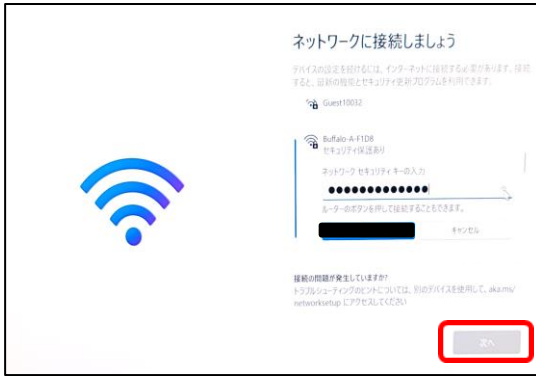 ネットワークに接続しましょう
デバイスの設定を続けるには、インターネットに接続する必要があります。接続
すると、最新の機能とセキュリティ更新プログラムを利用できます。
Guest10032
Buffalo-A-F1D8
セキュリティ保護あり
ネットワーク セキュリティ キーの入力
●●●●●●●●●●●●●
ルーターのボタンを押して接続することもできます。
キャンセル
接続の問題が発生していますか?
トラブルシューティングのヒントについては、別のデバイスを使用して、aka.ms/
networksetup にアクセスしてください
次へ